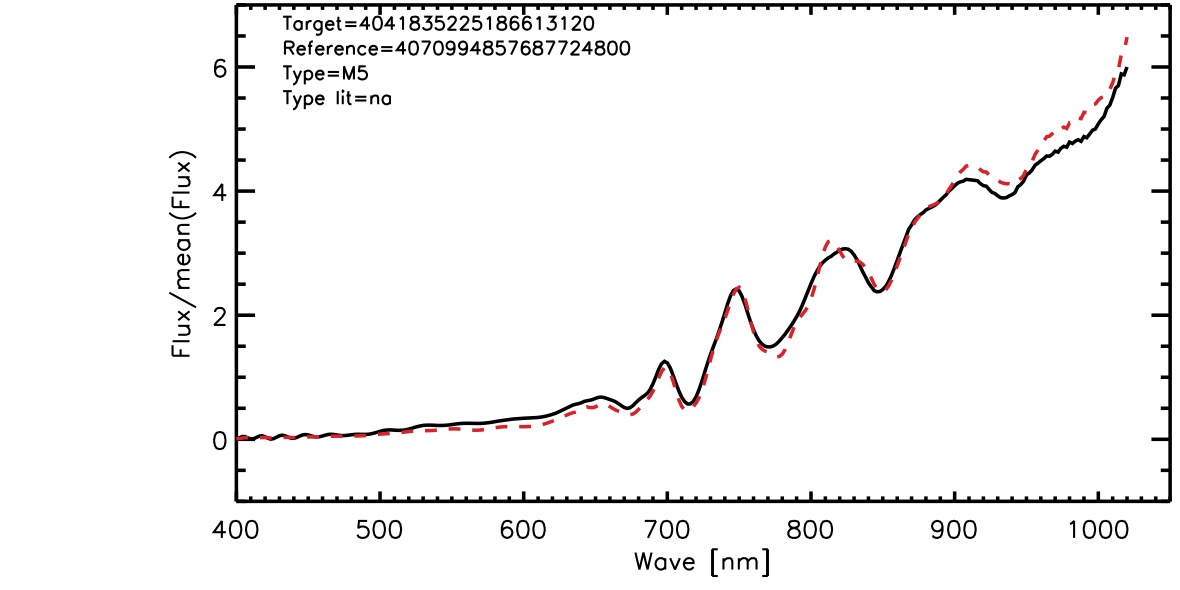 Target=4041835225186613120
Reference=4070994857687724800
Type=M5
Type lit=na
6
4
2
0
Flux/mean(Flux)
400 500 600 700 800 900 1000
Wave [nm]